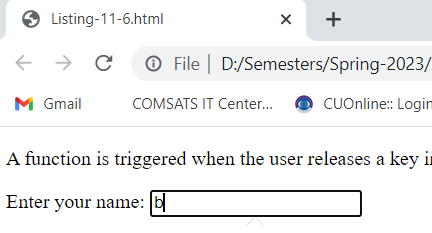 Listing-11-6.html
File | D:/Semesters/Spring-2023/
Gmail COMSATS IT Center... CUOnline:: Login
A function is triggered when the user releases a key
Enter your name: b